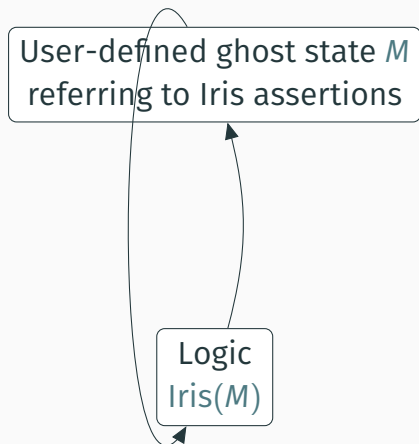 User-defined ghost state M
referring to Iris assertions
Logic
Iris(M)